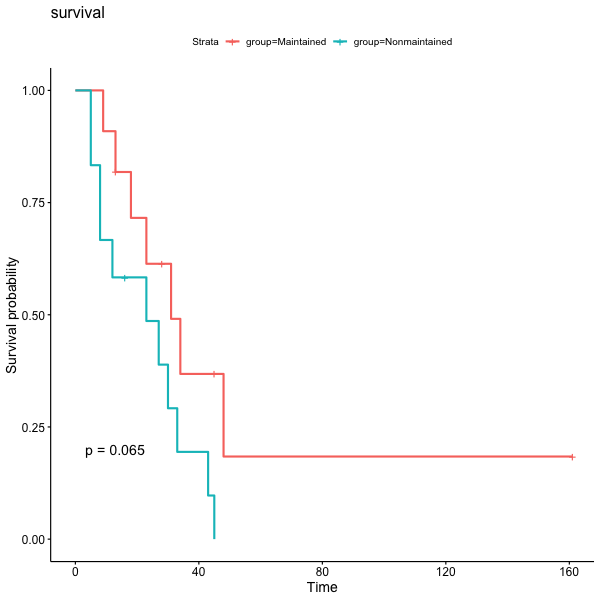 survival
Strata group=Maintained group=Nonmaintained
1.00
0.75
0.50
0.25
0.00
Survival probability
p = 0.065
0 40 80 120 160
Time